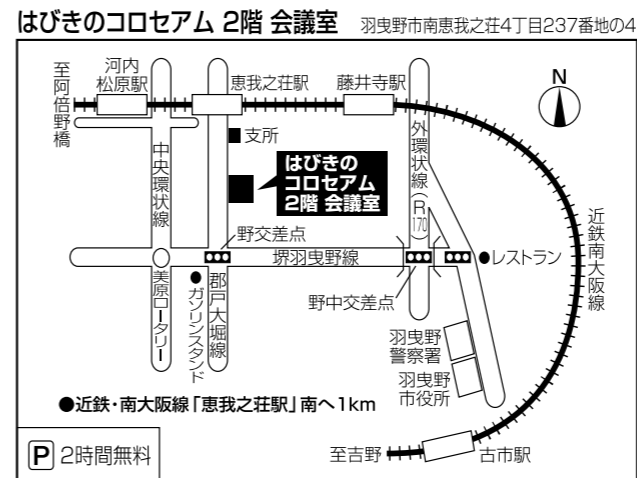 はびきのコロセアム 2階 会議室 羽曳野市南恵我之荘4丁目237番地の4
至阿倍野橋
河内
松原駅
恵我之荘駅
藤井寺駅
N
支所
はびきの
コロセアム
2階 会議室
中央環状線
外環状線(R170)
近鉄南大阪線
野交差点
堺羽曳野線
レストラン
美原ロータリー
ガソリンスタンド
郡戸大堀線
野中交差点
羽曳野
警察署
羽曳野
市役所
●近鉄・南大阪線「恵我之荘駅」南へ1km
P 2時間無料
至吉野
古市駅